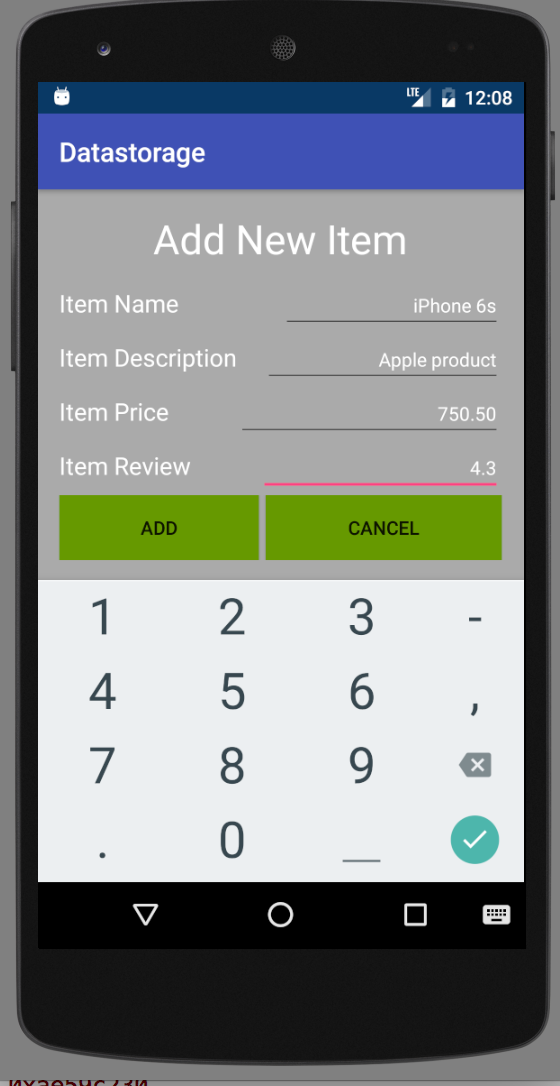 LTE 12:08
Datastorage
Add New Item
Item Name iPhone 6s
Item Description Apple product
Item Price 750.50
Item Review 4.3
ADD CANCEL
1 2 3 -
4 5 6 ,
7 8 9
. 0 _